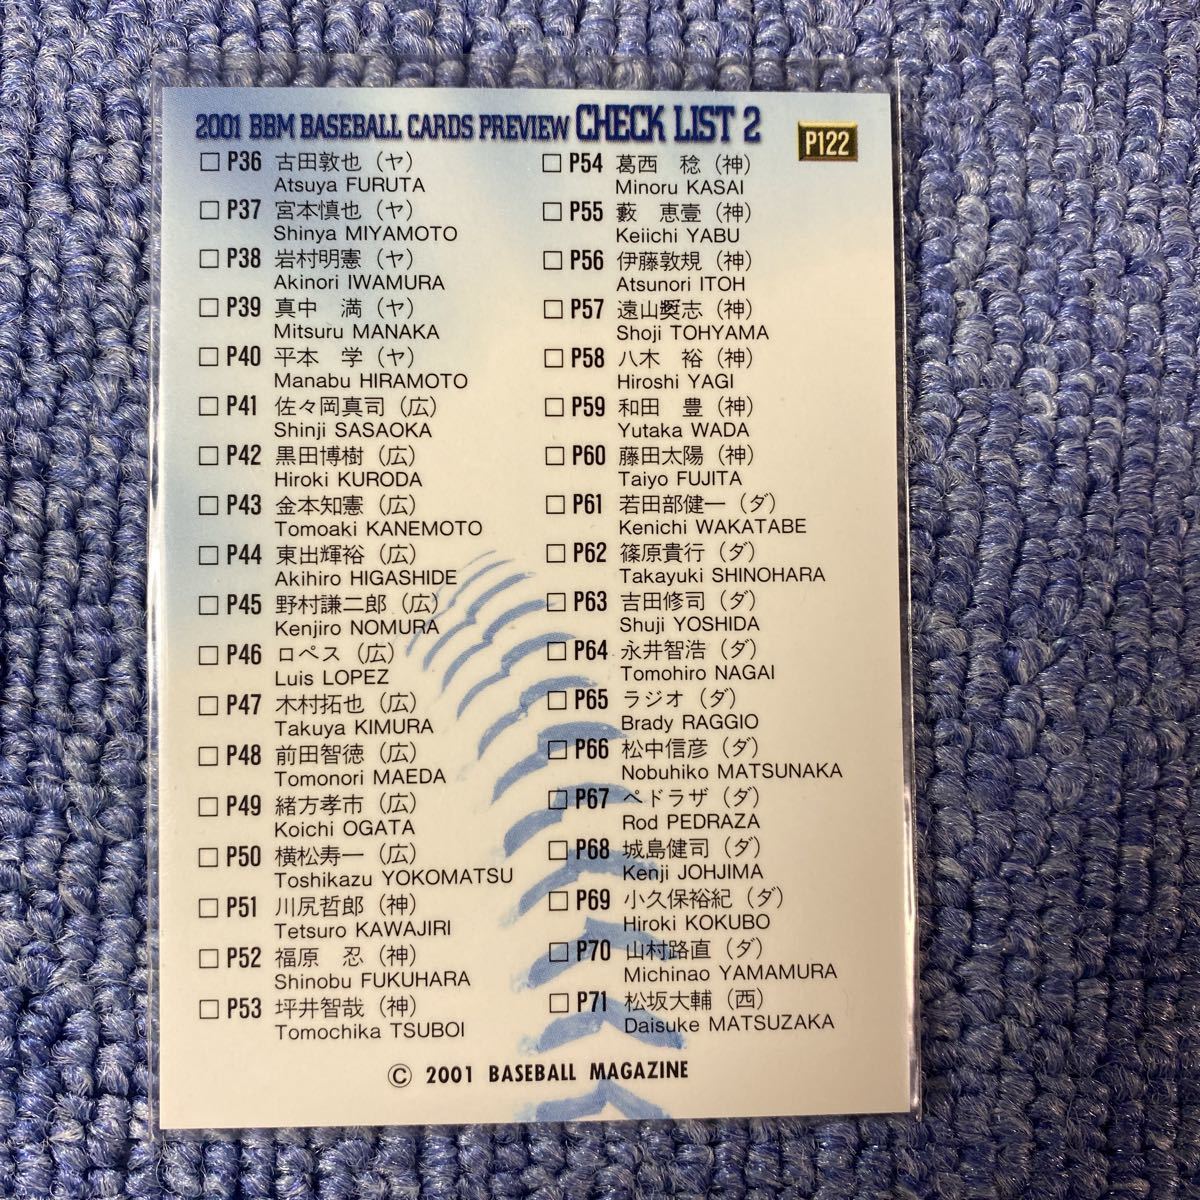 2001 BBM BASEBALL CARDS PREVIEW CHECK LIST 2
P122
□ P36 古田敦也（ヤ）
Atsuya FURUTA
□ P37 宮本慎也（ヤ）
Shinya MIYAMOTO
□ P38 岩村明憲（ヤ）
Akinori IWAMURA
□ P39 真中　満（ヤ）
Mitsuru MANAKA
□ P40 平本　学（ヤ）
Manabu HIRAMOTO
□ P41 佐々岡真司（広）
Shinji SASAOKA
□ P42 黒田博樹（広）
Hiroki KURODA
□ P43 金本知憲（広）
Tomoaki KANEMOTO
□ P44 東出輝裕（広）
Akihiro HIGASHIDE
□ P45 野村謙二郎（広）
Kenjiro NOMURA
□ P46 ロペス（広）
Luis LOPEZ
□ P47 木村拓也（広）
Takuya KIMURA
□ P48 前田智徳（広）
Tomonori MAEDA
□ P49 緒方孝市（広）
Koichi OGATA
□ P50 横松寿一（広）
Toshikazu YOKOMATSU
□ P51 川尻哲郎（神）
Tetsuro KAWAJIRI
□ P52 福原　忍（神）
Shinobu FUKUHARA
□ P53 坪井智哉（神）
Tomochika TSUBOI
□ P54 葛西　稔（神）
Minoru KASAI
□ P55 藪　恵壹（神）
Keiichi YABU
□ P56 伊藤敦規（神）
Atsunori ITOH
□ P57 遠山奬志（神）
Shoji TOHYAMA
□ P58 八木　裕（神）
Hiroshi YAGI
□ P59 和田　豊（神）
Yutaka WADA
□ P60 藤田太陽（神）
Taiyo FUJITA
□ P61 若田部健一（ダ）
Kenichi WAKATABE
□ P62 篠原貴行（ダ）
Takayuki SHINOHARA
□ P63 吉田修司（ダ）
Shuji YOSHIDA
□ P64 永井智浩（ダ）
Tomohiro NAGAI
□ P65 ラジオ（ダ）
Brady RAGGIO
□ P66 松中信彦（ダ）
Nobuhiko MATSUNAKA
□ P67 ペドラザ（ダ）
Rod PEDRAZA
□ P68 城島健司（ダ）
Kenji JOHJIMA
□ P69 小久保裕紀（ダ）
Hiroki KOKUBO
□ P70 山村路直（ダ）
Michinao YAMAMURA
□ P71 松坂大輔（西）
Daisuke MATSUZAKA
© 2001 BASEBALL MAGAZINE